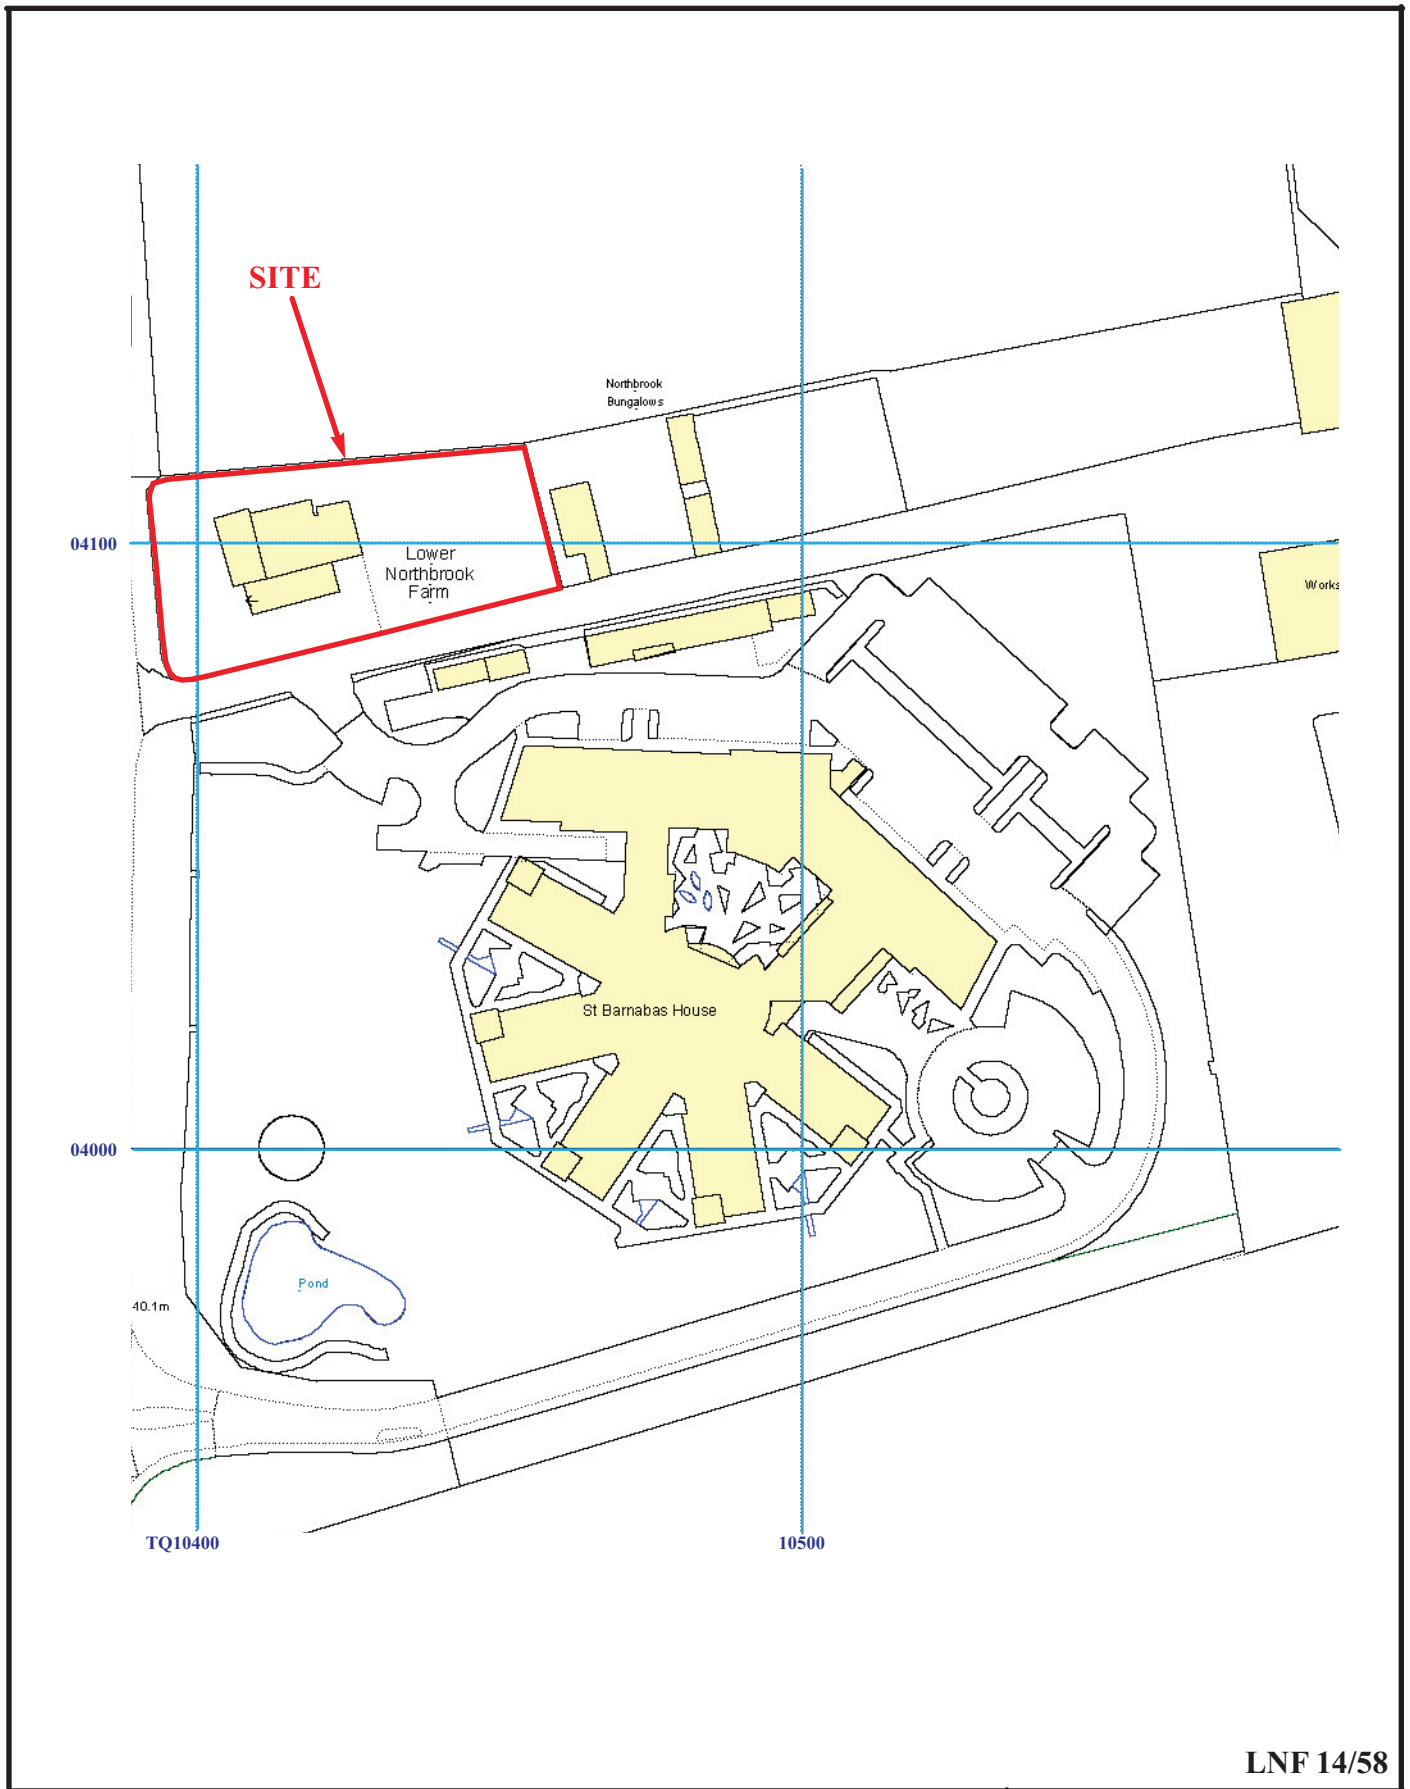 SITE
Northbrook
Bungalows
04100
Lower
Northbrook
Farm
Works
St Barnabas House
04000
Pond
40.1m
TQ10400
10500
LNF 14/58